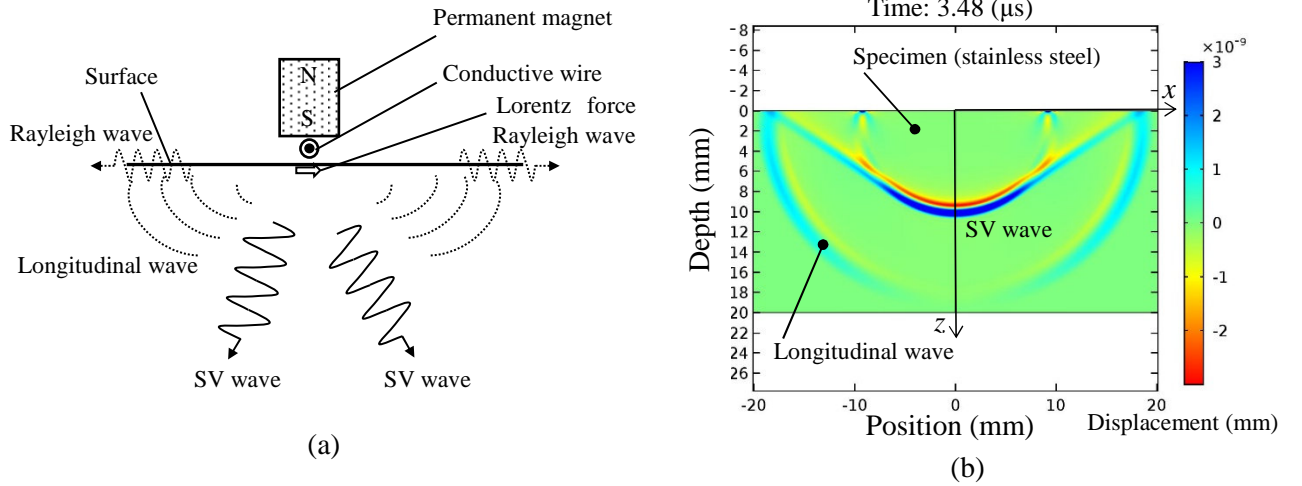 (a)
Permanent magnet
N
Conductive wire
Surface
Lorentz force
S
Rayleigh wave
Rayleigh wave
Longitudinal wave
SV wave
SV wave
(a)
Time: 3.48 (µs)
-8
-6
-4
-2
0
2
4
6
8
10
12
14
16
18
20
22
24
26
Depth (mm)
Specimen (stainless steel)
x
SV wave
z
Longitudinal wave
-20
-10
0
10
20
Position (mm)
×10⁻⁹
3
2
1
0
-1
-2
Displacement (mm)
(b)